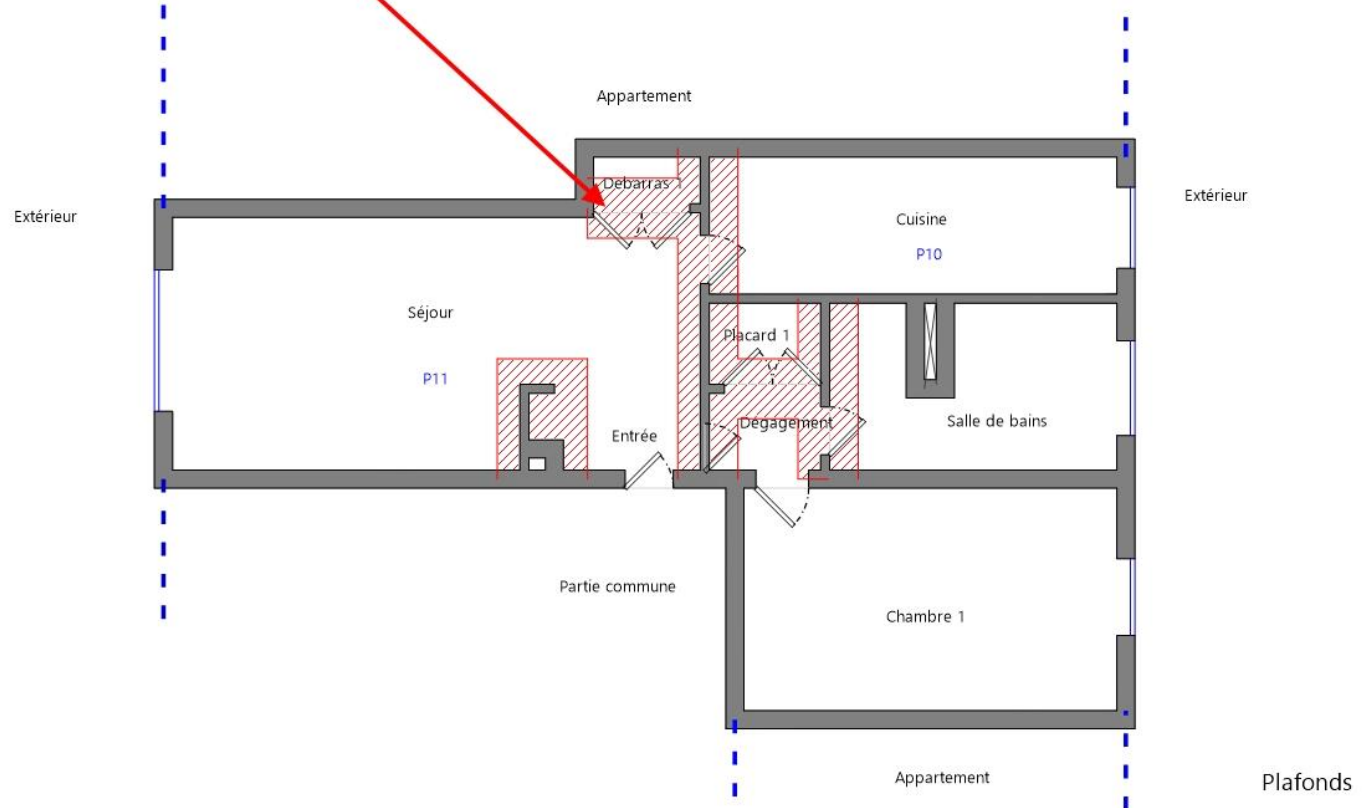 Appartement
Extérieur
Extérieur
Débarras 1
Cuisine
P10
Séjour
Placard 1
P11
Entrée
Dégagement
Salle de bains
Partie commune
Chambre 1
Appartement
Plafonds